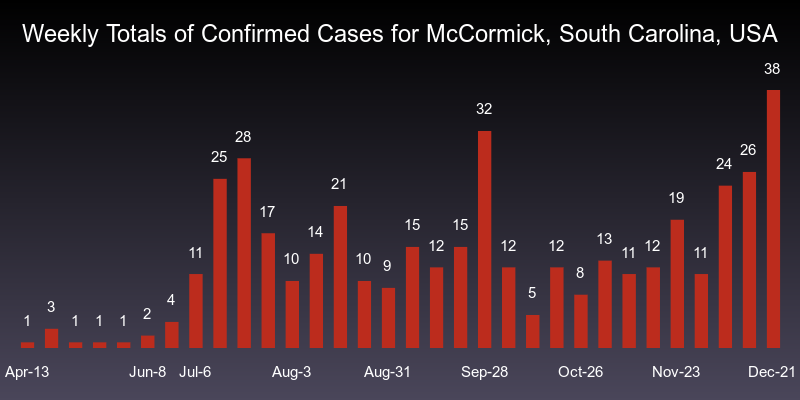 Weekly Totals of Confirmed Cases for McCormick, South Carolina, USA
1 3 1 1 1 2 4 11 25 28 17 10 14 21 10 9 15 12 15 32 12 5 12 8 13 11 12 19 11 24 26 38
Apr-13 Jun-8 Jul-6 Aug-3 Aug-31 Sep-28 Oct-26 Nov-23 Dec-21